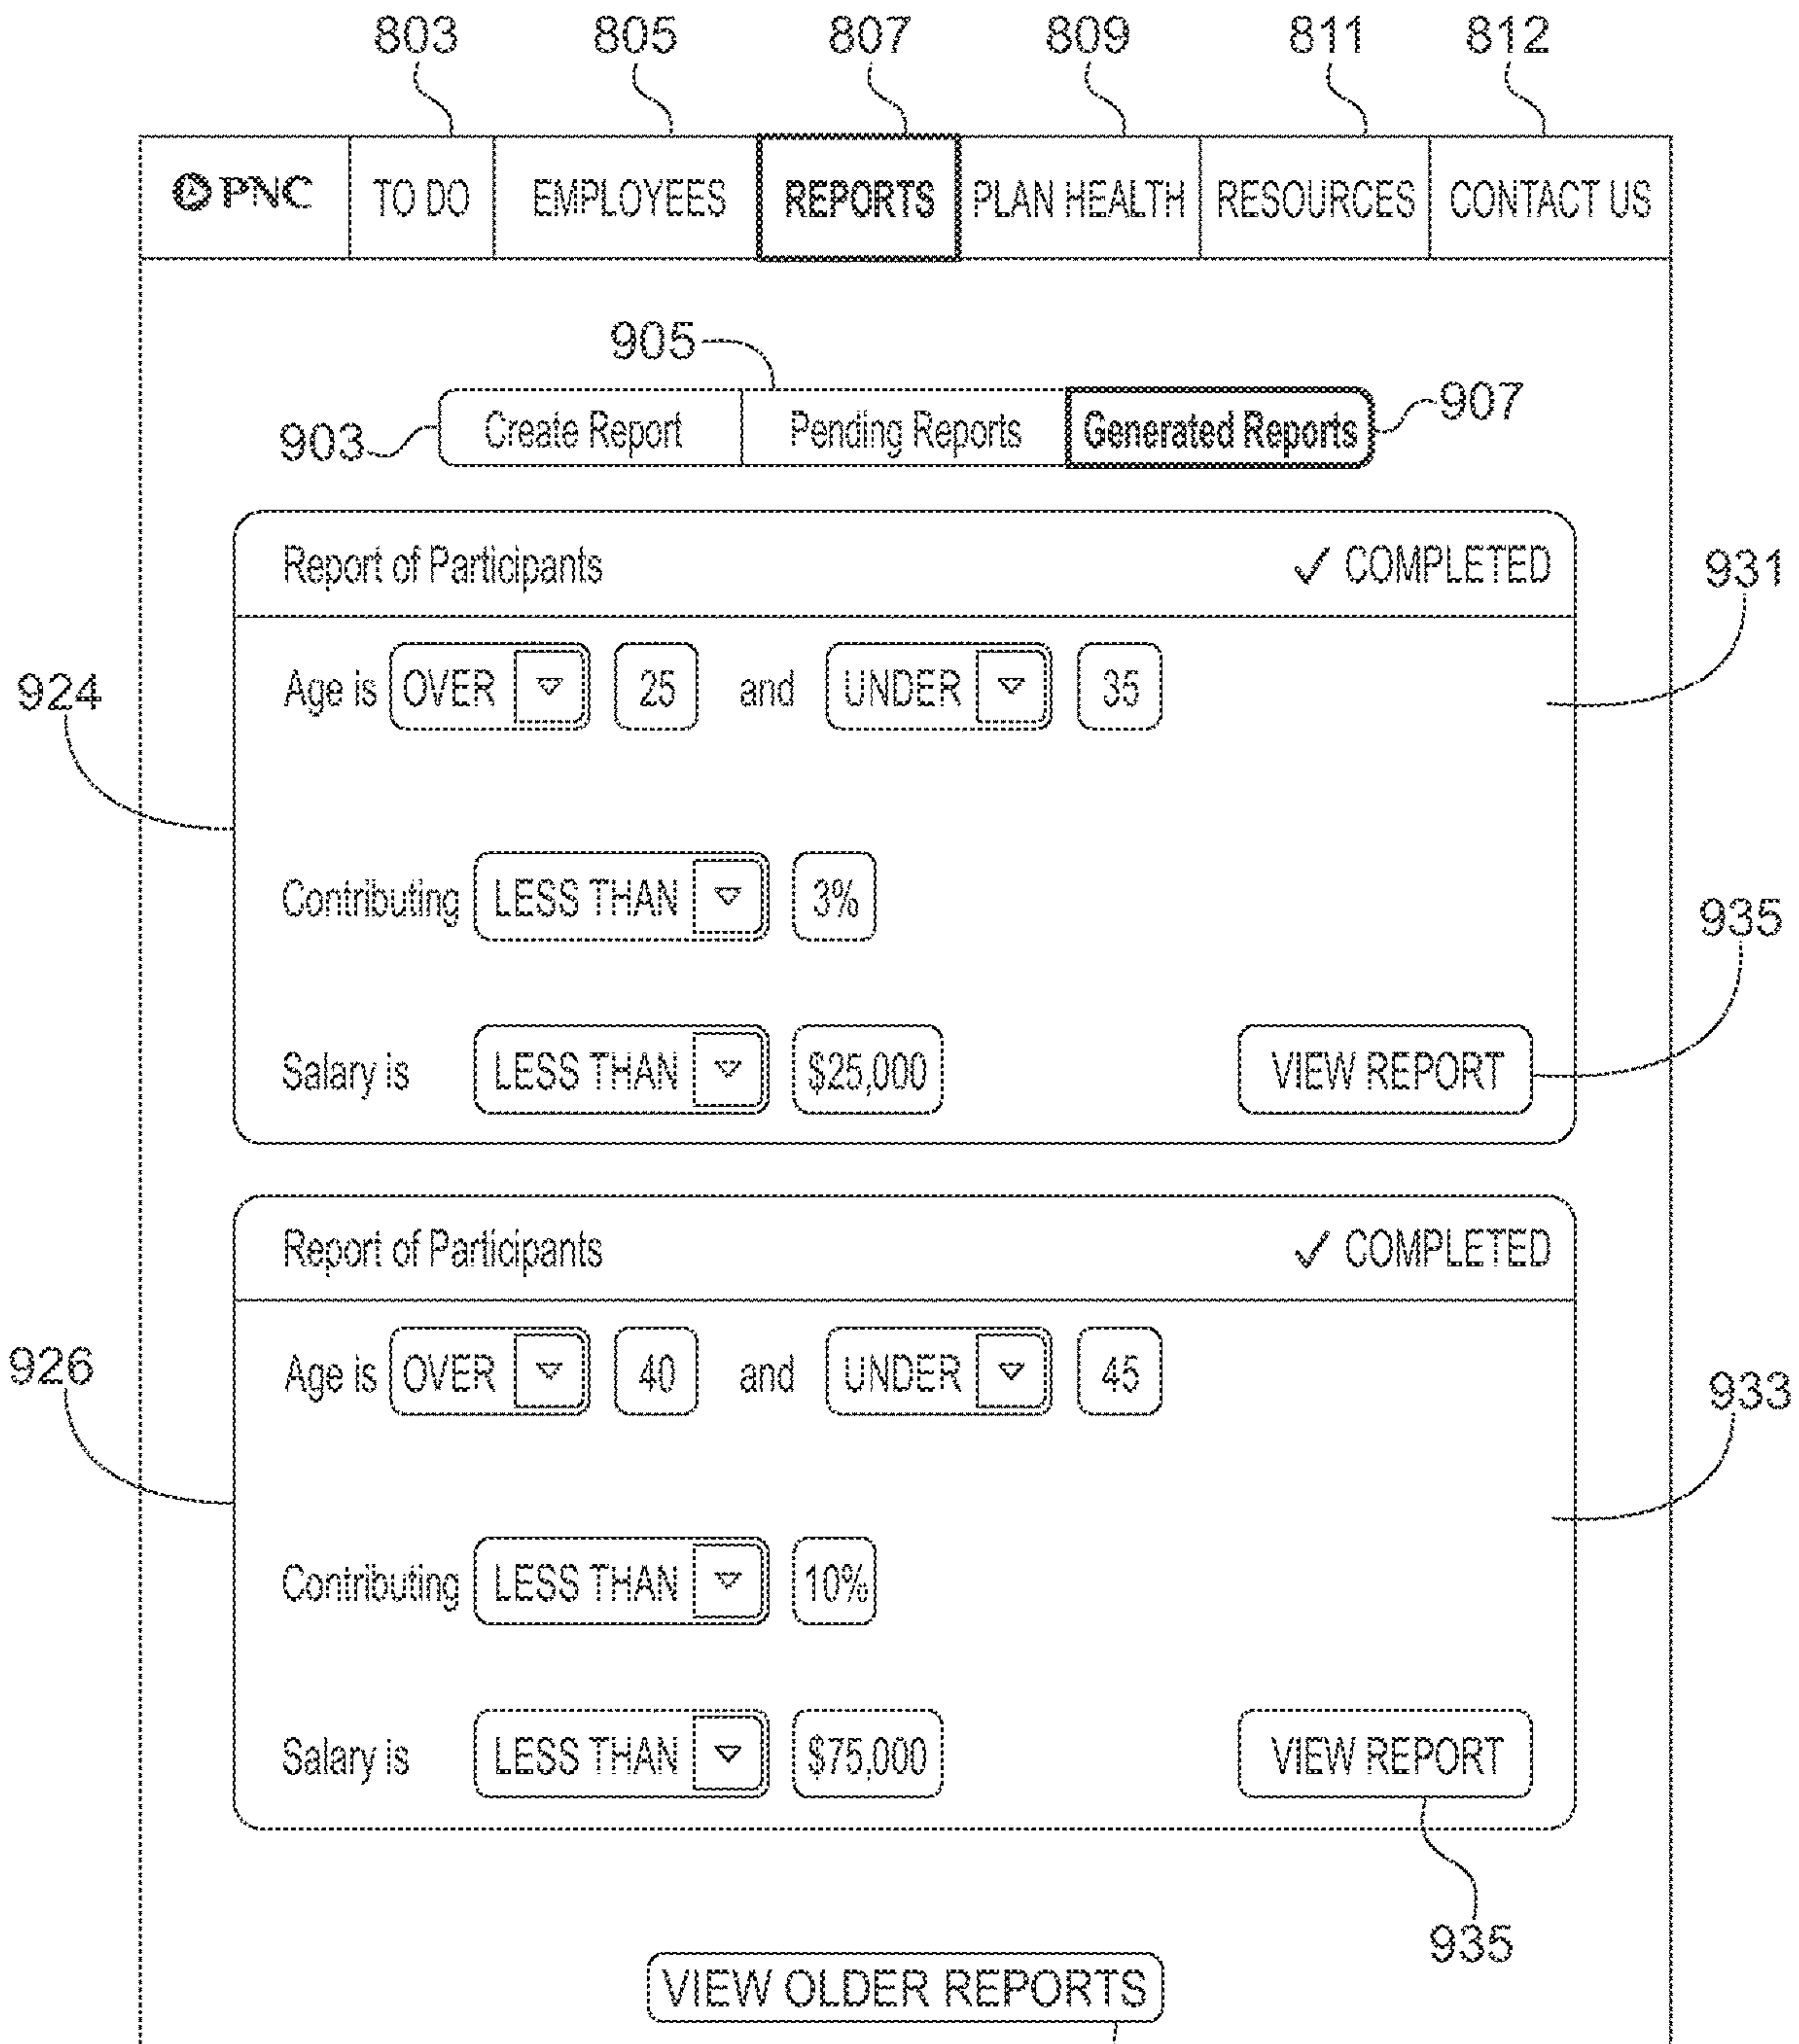 803 805 807 809 811 812
PNC TO DO EMPLOYEES REPORTS PLAN HEALTH RESOURCES CONTACT US
905
903 Create Report Pending Reports Generated Reports 907
Report of Participants ✓ COMPLETED
931
Age is OVER 25 and UNDER 35
924
Contributing LESS THAN 3%
935
Salary is LESS THAN $25,000 VIEW REPORT
Report of Participants ✓ COMPLETED
Age is OVER 40 and UNDER 45
926
933
Contributing LESS THAN 10%
Salary is LESS THAN $75,000 VIEW REPORT
935
VIEW OLDER REPORTS